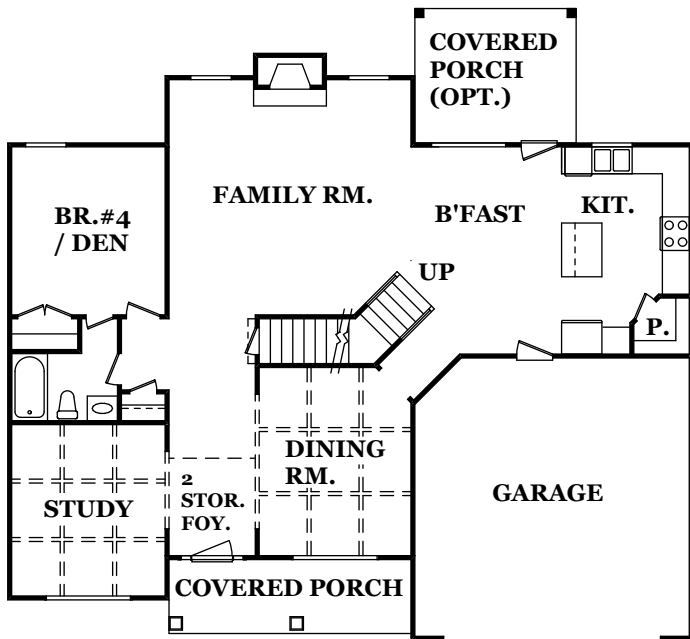 COVERED
PORCH
(OPT.)
FAMILY RM.
BR.#4
/ DEN
B'FAST
KIT.
UP
P.
DINING
RM.
2
STOR.
FOY.
STUDY
GARAGE
COVERED PORCH